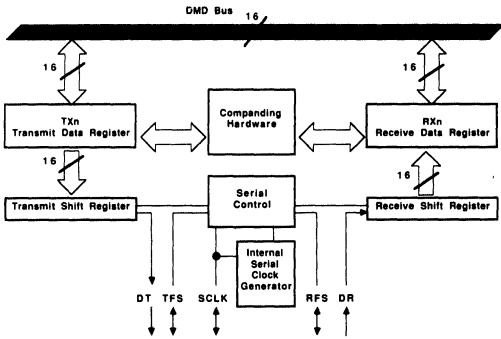 DMD Bus
16
16
16
TXn
Transmit Data Register
Companding
Hardware
RXn
Receive Data Register
16
16
Transmit Shift Register
Serial
Control
Receive Shift Register
Internal
Serial
Clock
Generator
DT TFS SCLK RFS DR